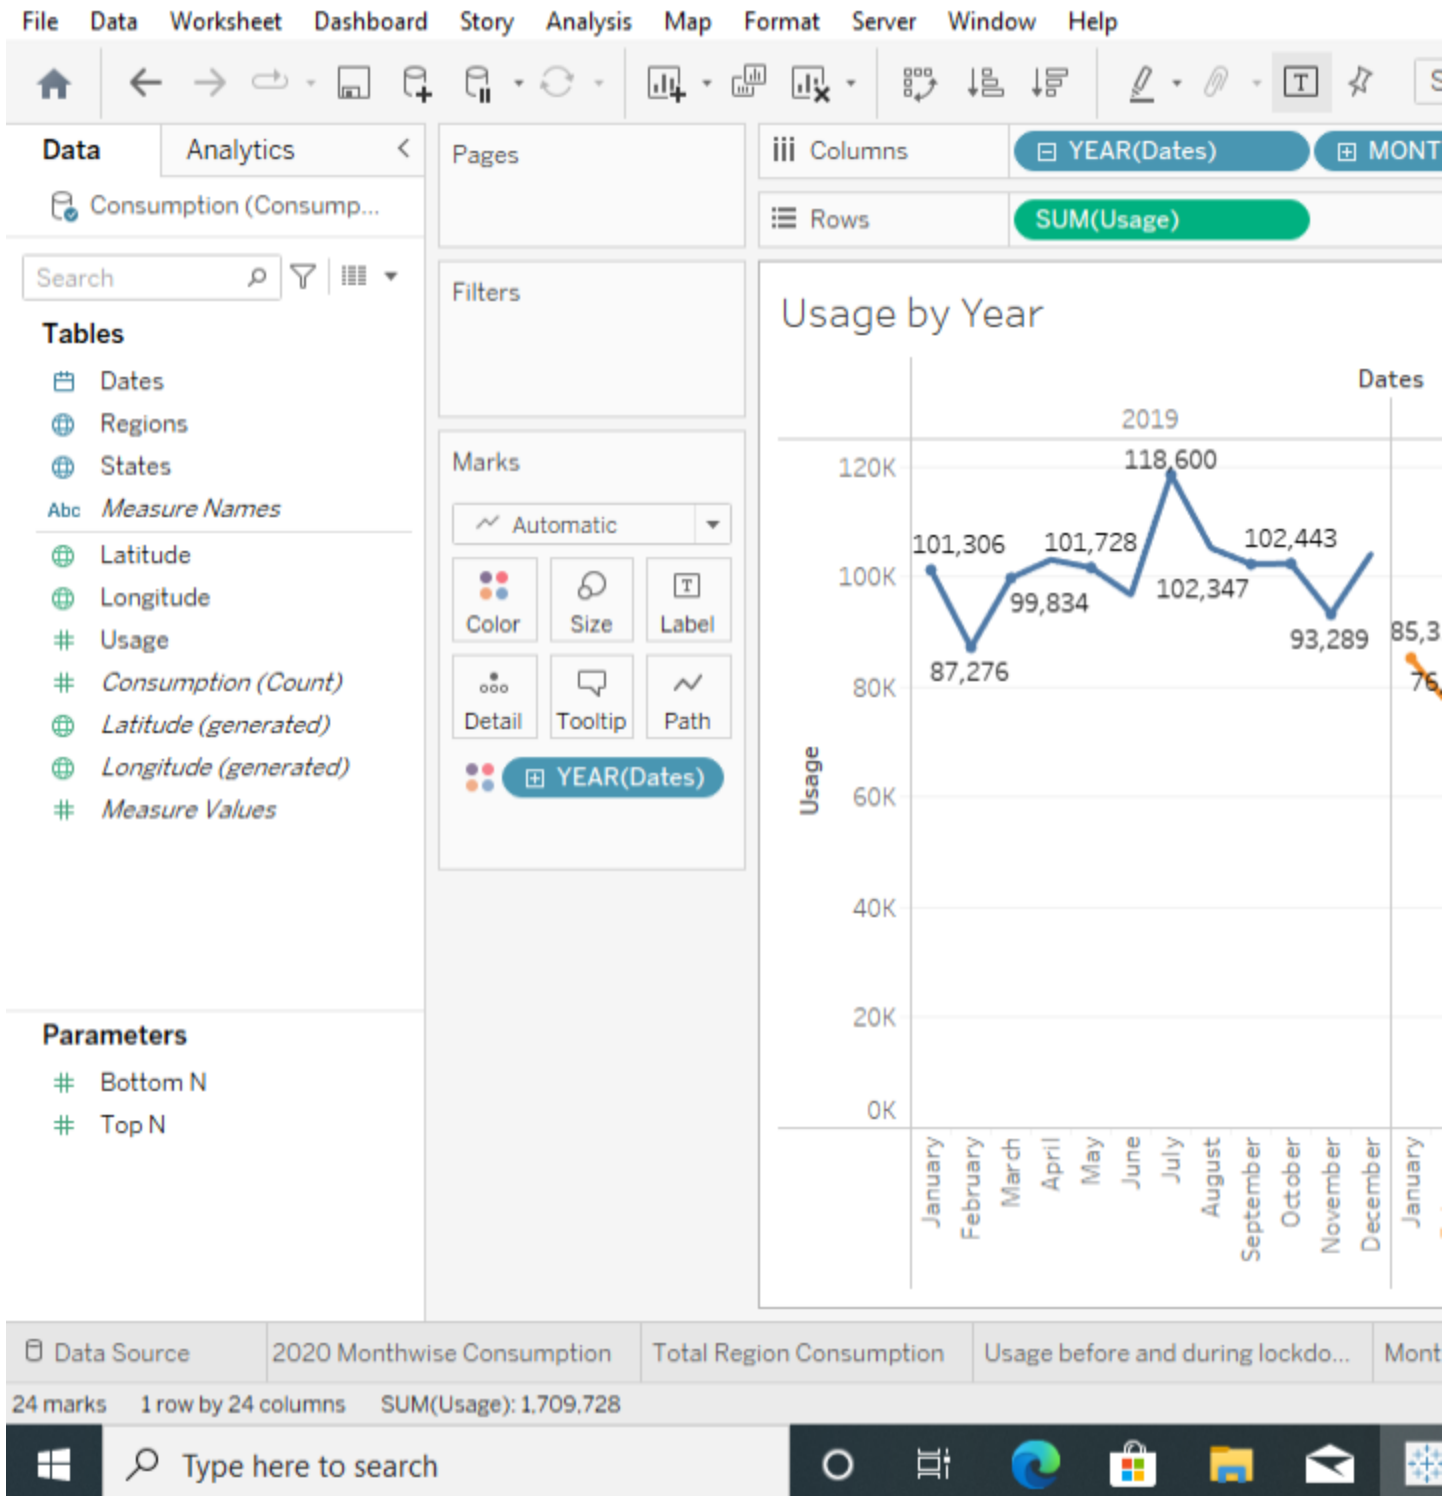 File Data Worksheet Dashboard Story Analysis Map Format Server Window Help
Data Analytics
Consumption (Consump...
Search
Tables
Dates
Regions
States
Abc Measure Names
Latitude
Longitude
Usage
Consumption (Count)
Latitude (generated)
Longitude (generated)
Measure Values
Parameters
Bottom N
Top N
Pages
Filters
Marks
Automatic
Color Size Label
Detail Tooltip Path
YEAR(Dates)
Columns YEAR(Dates) MONT
Rows SUM(Usage)
Usage by Year
Dates
2019
120K
100K
80K
60K
40K
20K
0K
Usage
118,600
101,306 101,728 102,443
99,834 102,347
93,289 85,3
87,276 76,
January February March April May June July August September October November December January
Data Source 2020 Monthwise Consumption Total Region Consumption Usage before and during lockdo... Mont
24 marks 1 row by 24 columns SUM(Usage): 1,709,728
Type here to search